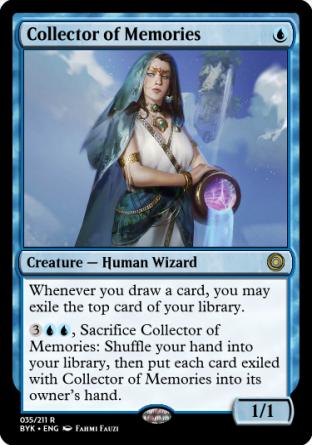 Collector of Memories
Creature — Human Wizard
Whenever you draw a card, you may
exile the top card of your library.
3, Sacrifice Collector of
Memories: Shuffle your hand into
your library, then put each card exiled
with Collector of Memories into its
owner's hand.
035/211 R
BYK • ENG Fahmi Fauzi
1/1